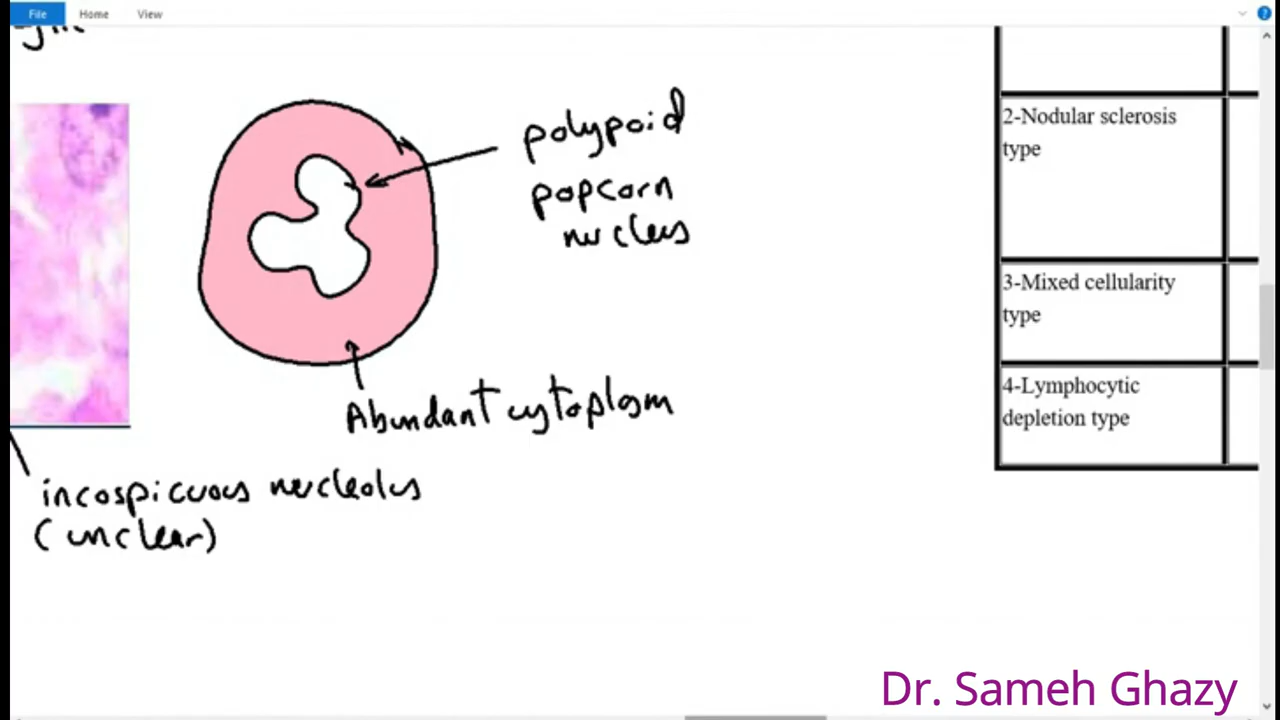 File Home View
polypoid
popcorn
nucleus
Abundant cytoplasm
incospicuous nucleolus
(unclear)
2-Nodular sclerosis
type
3-Mixed cellularity
type
4-Lymphocytic
depletion type
Dr. Sameh Ghazy